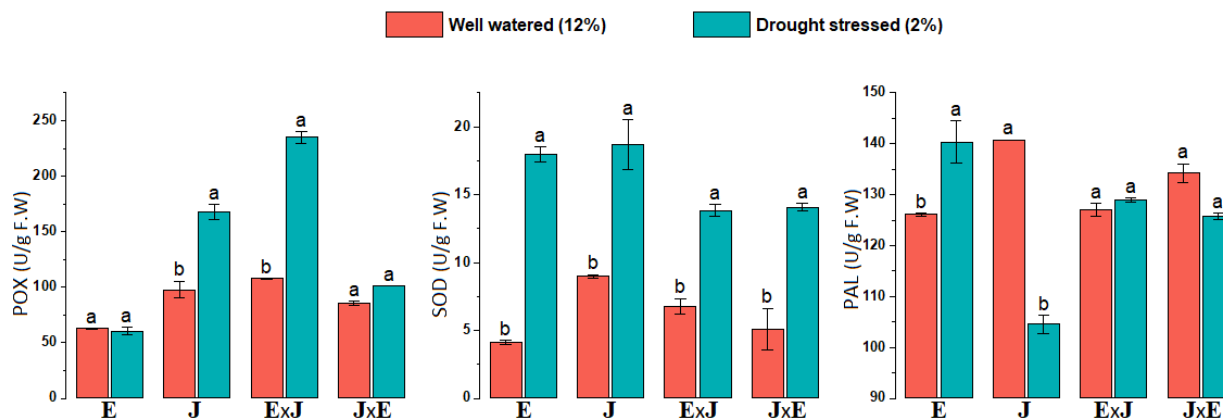 Well watered (12%) Drought stressed (2%)
POX (U/g F.W)
250
200
150
100
50
0
a a b a b a a a
E J ExJ JxE
SOD (U/g F.W)
20
15
10
5
0
b a b a b a b a
E J ExJ JxE
PAL (U/g F.W)
150
140
130
120
110
100
90
b a a b a a a a
E J ExJ JxE